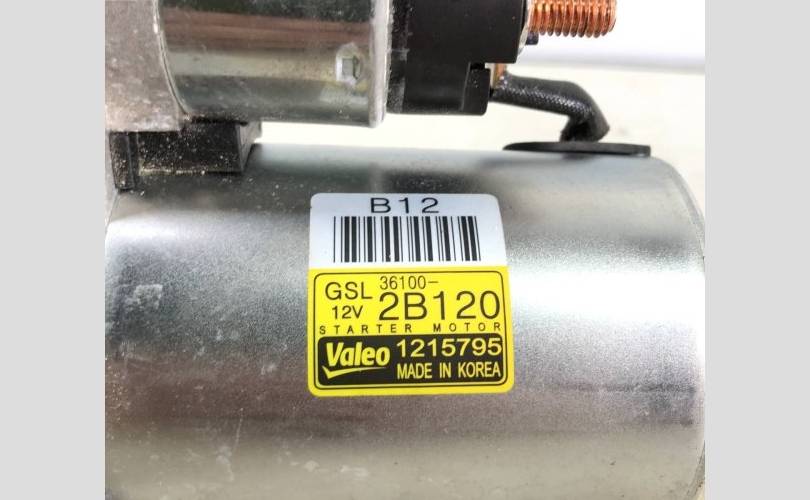 B12
GSL 36100-
12V 2B120
STARTER MOTOR
Valeo 1215795
MADE IN KOREA